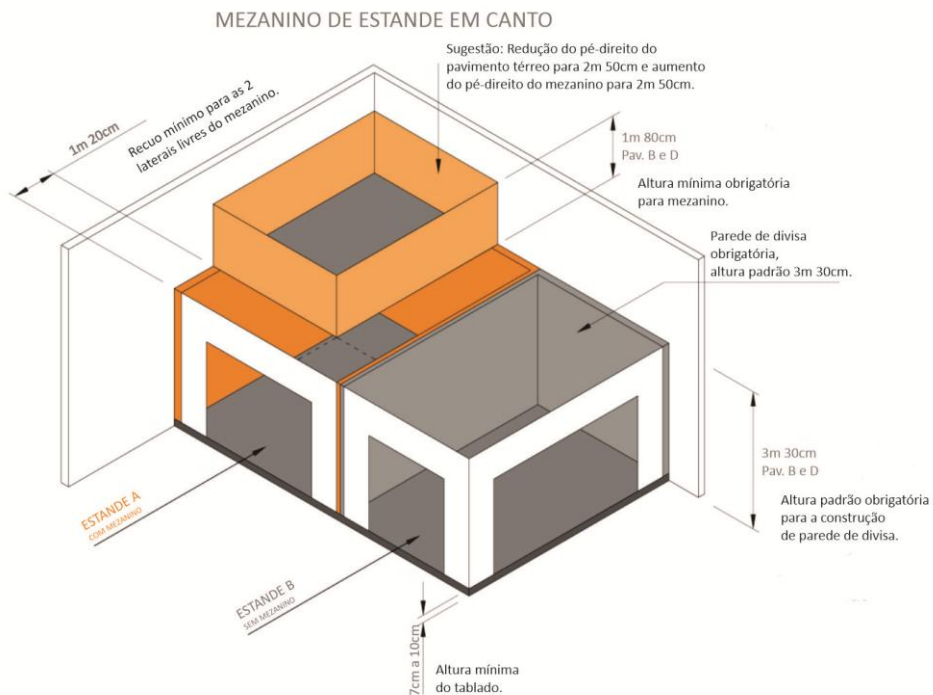 MEZANINO DE ESTANDE EM CANTO
Sugestão: Redução do pé-direito do
pavimento térreo para 2m 50cm e aumento
do pé-direito do mezanino para 2m 50cm.
1m 20cm
Recuo mínimo para as 2
laterais livres do mezanino.
1m 80cm
Pav. B e D
Altura mínima obrigatória
para mezanino.
Parede de divisa
obrigatória,
altura padrão 3m 30cm.
3m 30cm
Pav. B e D
Altura padrão obrigatória
para a construção
de parede de divisa.
ESTANDE A
COM MEZANINO
ESTANDE B
SEM MEZANINO
7cm a 10cm
Altura mínima
do tablado.